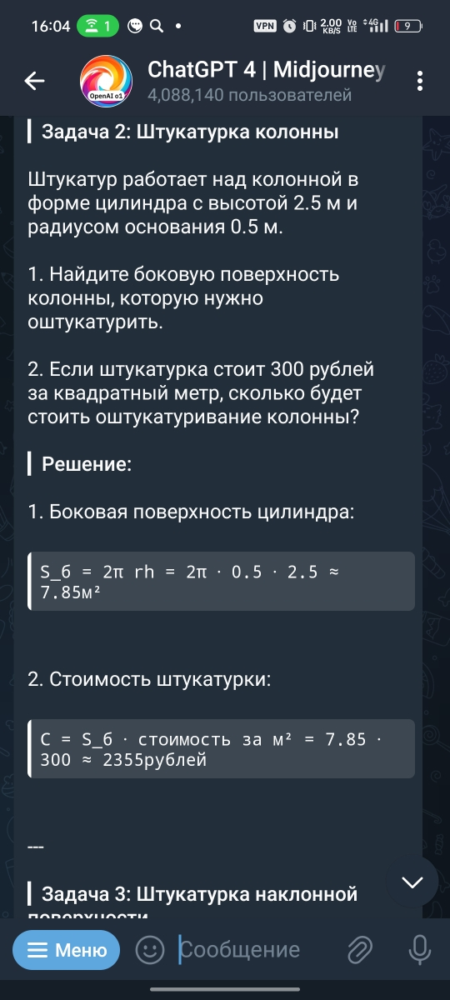 16:04 1 VPN 2.00 KB/S Vo LTE 4G 9
ChatGPT 4 | Midjourney
OpenAI o1
4,088,140 пользователей
Задача 2: Штукатурка колонны
Штукатур работает над колонной в
форме цилиндра с высотой 2.5 м и
радиусом основания 0.5 м.
1. Найдите боковую поверхность
колонны, которую нужно
оштукатурить.
2. Если штукатурка стоит 300 рублей
за квадратный метр, сколько будет
стоить оштукатуривание колонны?
Решение:
1. Боковая поверхность цилиндра:
S_б = 2π rh = 2π · 0.5 · 2.5 ≈
7.85м²
2. Стоимость штукатурки:
C = S_б · стоимость за м² = 7.85 ·
300 ≈ 2355рублей
---
Задача 3: Штукатурка наклонной
поверхности
Меню Сообщение